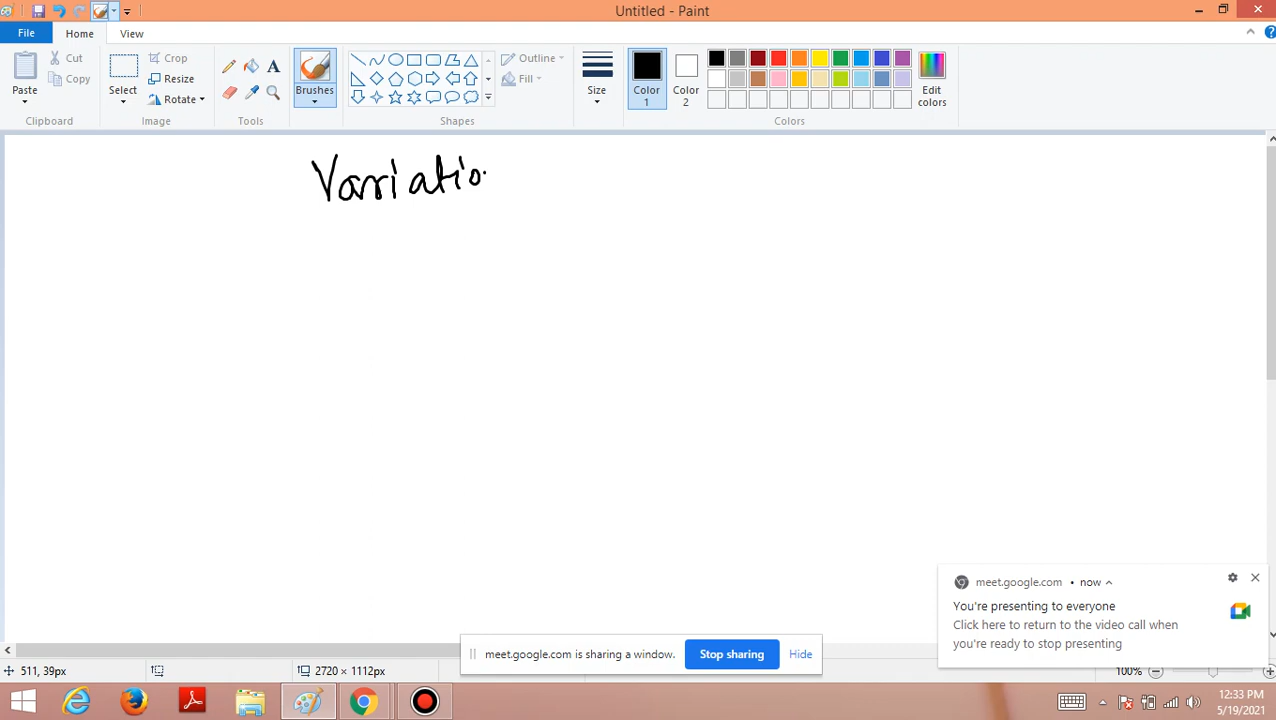 Untitled - Paint
File Home View
Paste
Cut
Copy
Clipboard
Select
Crop
Resize
Rotate
Image
Tools
Brushes
Outline
Fill
Shapes
Size
Color 1
Color 2
Edit colors
Colors
Variatio
meet.google.com • now
You're presenting to everyone
Click here to return to the video call when
you're ready to stop presenting
meet.google.com is sharing a window. Stop sharing Hide
511, 39px 2720 × 1112px 100%
12:33 PM
5/19/2021